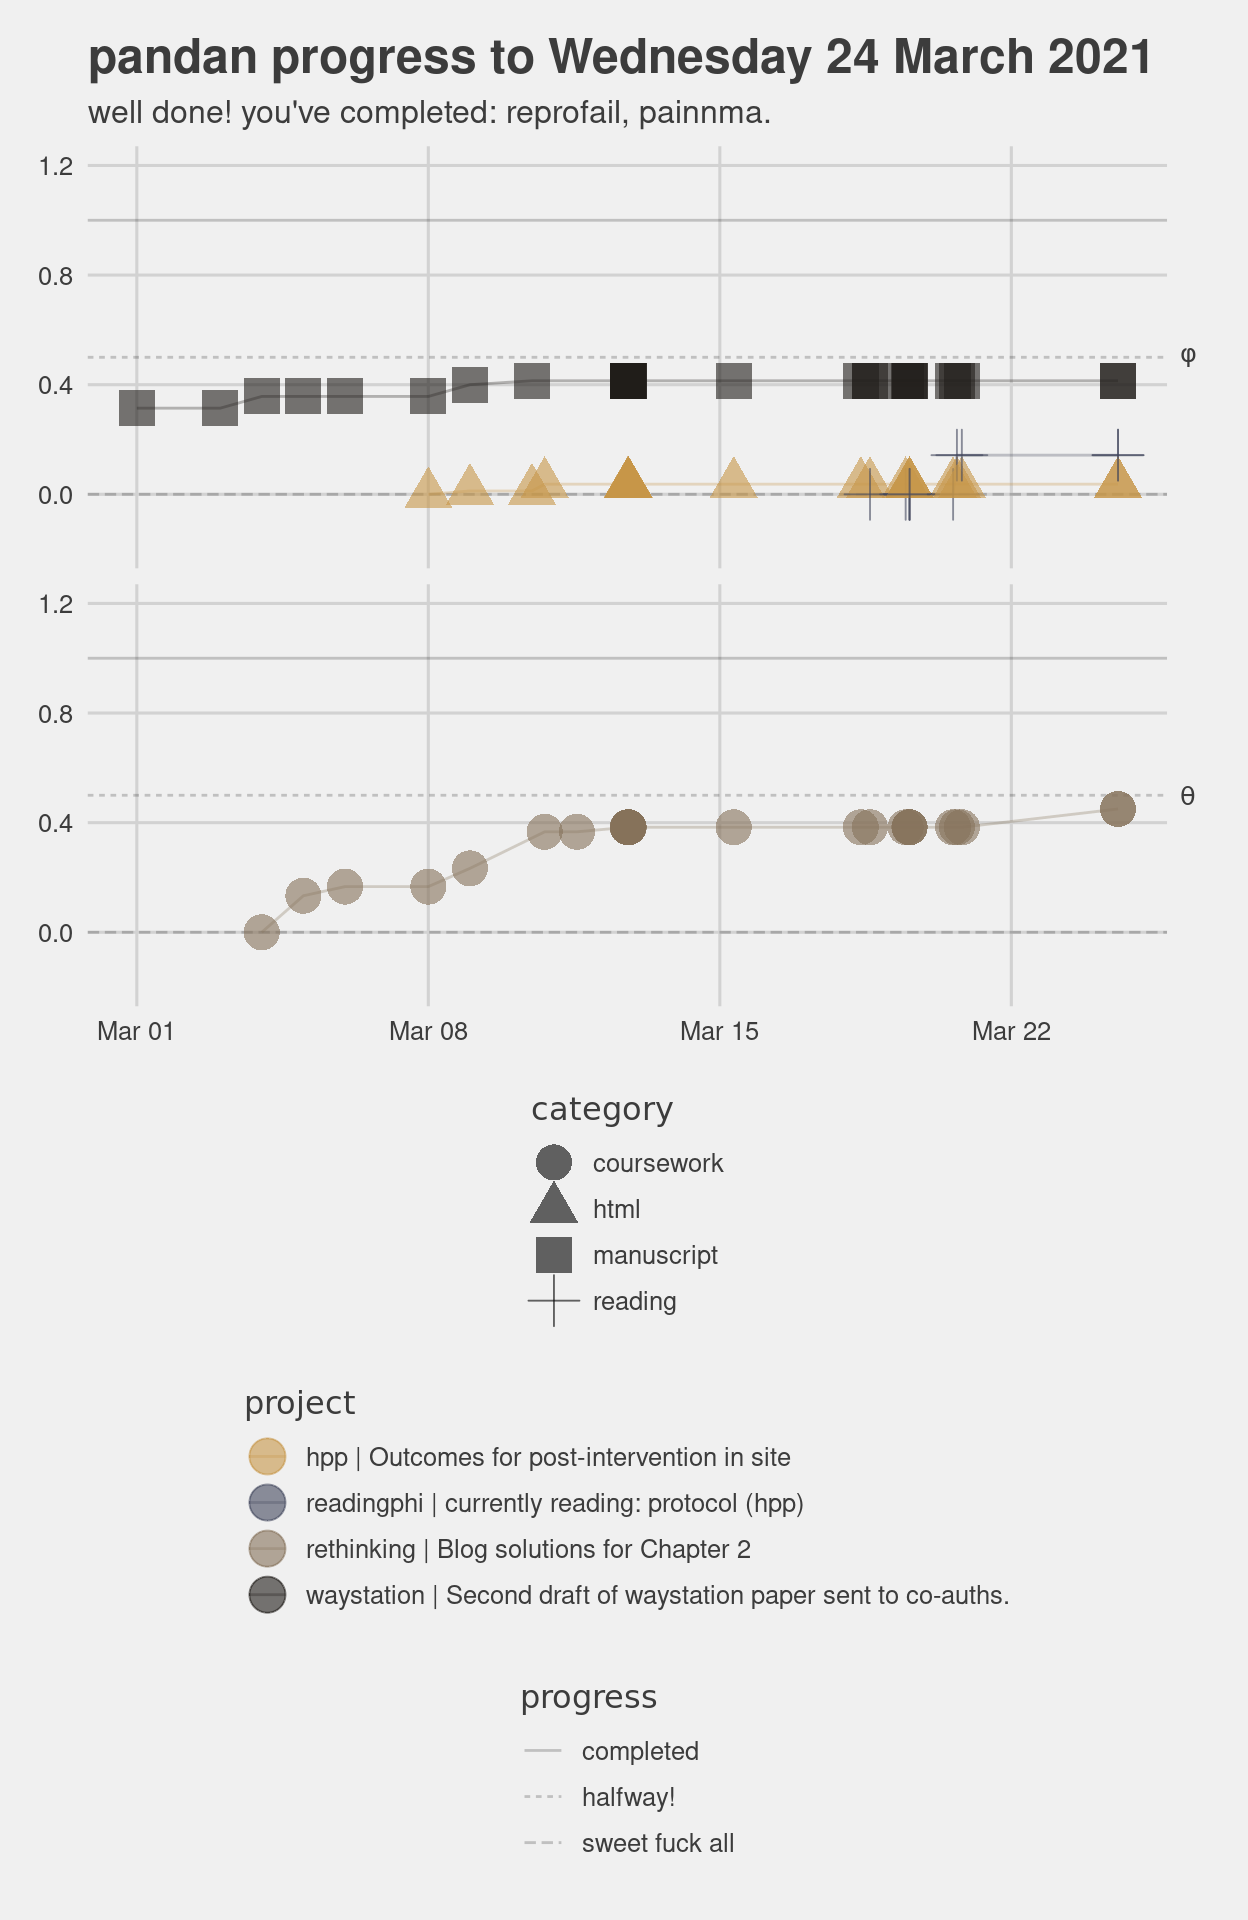 pandan progress to Wednesday 24 March 2021
well done! you've completed: reprofail, painnma.
1.2
0.8
φ
0.4
0.0
1.2
0.8
θ
0.4
0.0
Mar 01
Mar 08
Mar 15
Mar 22
category
coursework
html
manuscript
reading
project
hpp | Outcomes for post-intervention in site
readingphi | currently reading: protocol (hpp)
rethinking | Blog solutions for Chapter 2
waystation | Second draft of waystation paper sent to co-auths.
progress
completed
halfway!
sweet fuck all